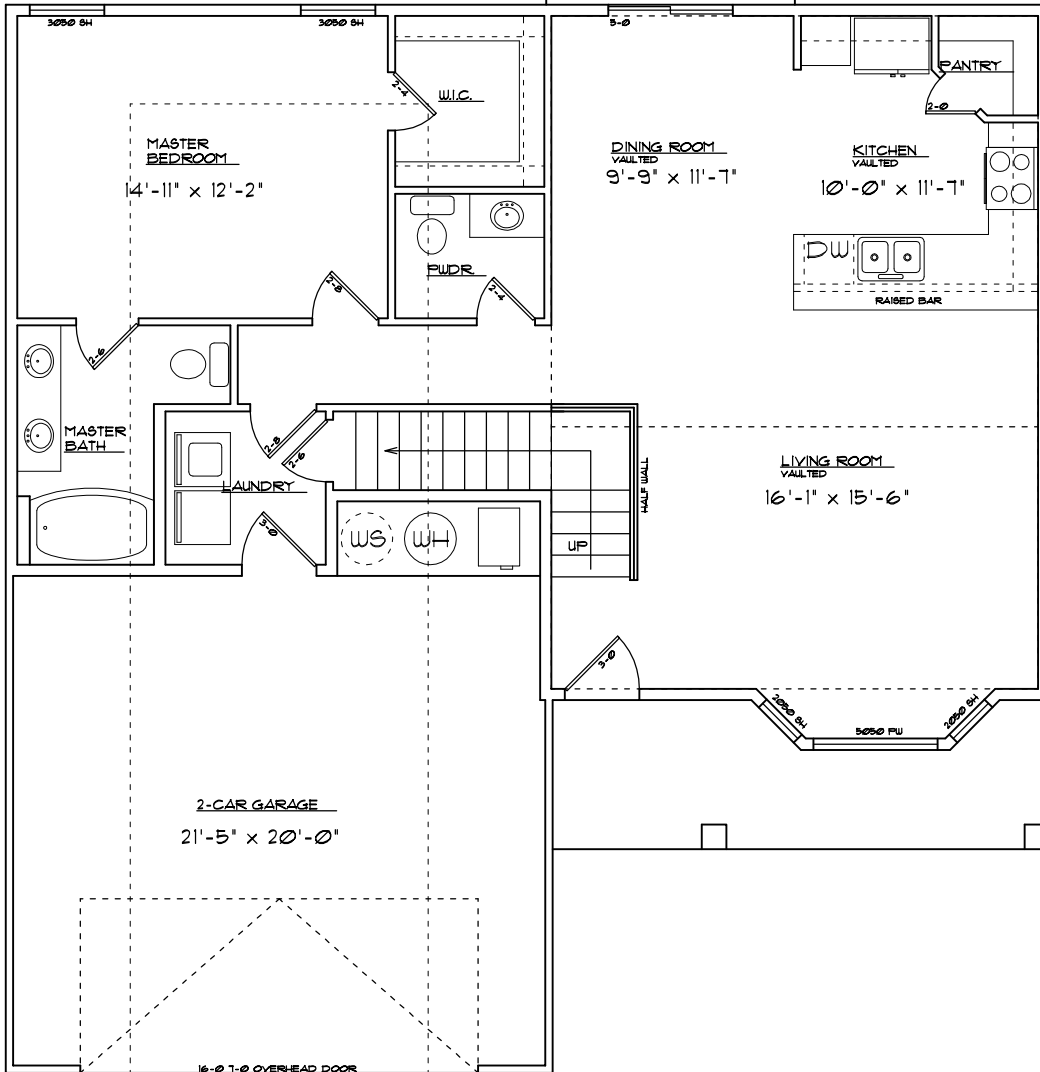 3050 SH
3050 SH
5-0
PANTRY
2-4
W.I.C.
2-0
MASTER
BEDROOM
14'-11" x 12'-2"
DINING ROOM
VAULTED
9'-9" x 11'-7"
KITCHEN
VAULTED
10'-0" x 11'-7"
DW
RAISED BAR
PWDR.
2-8
2-4
2-6
MASTER
BATH
2-8
2-6
LAUNDRY
LIVING ROOM
VAULTED
16'-1" x 15'-6"
HALF WALL
3-0
WS
WH
UP
3-0
2050 SH
5050 PW
2050 SH
2-CAR GARAGE
21'-5" x 20'-0"
16-0 7-0 OVERHEAD DOOR